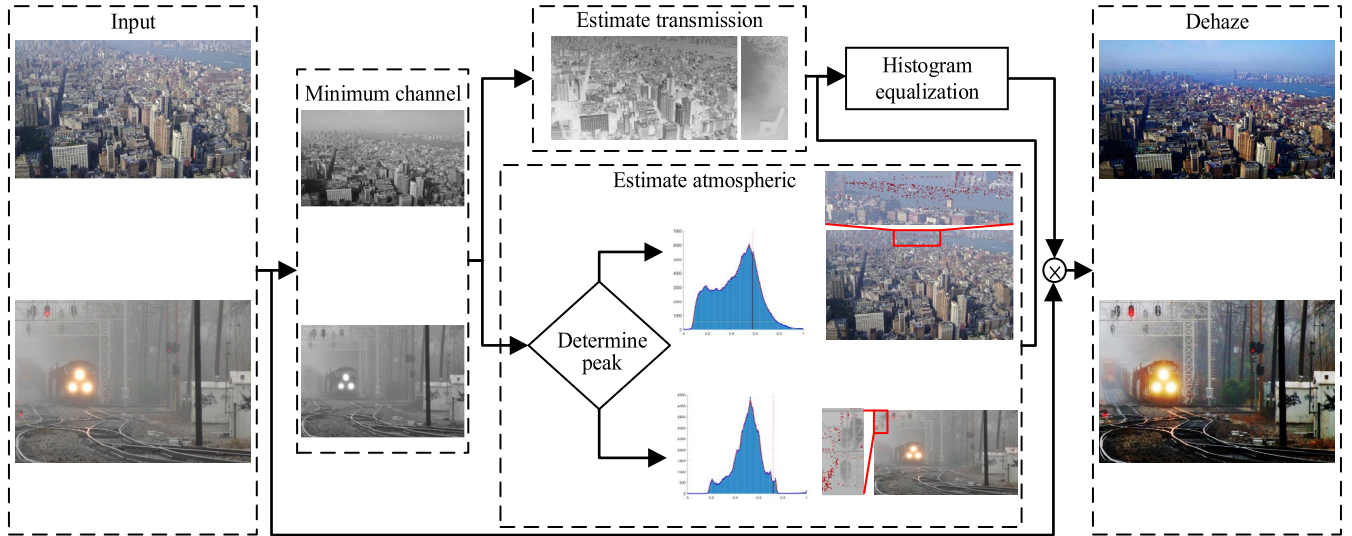 Input
Minimum channel
Estimate transmission
Histogram
equalization
Estimate atmospheric
Determine
peak
Dehaze